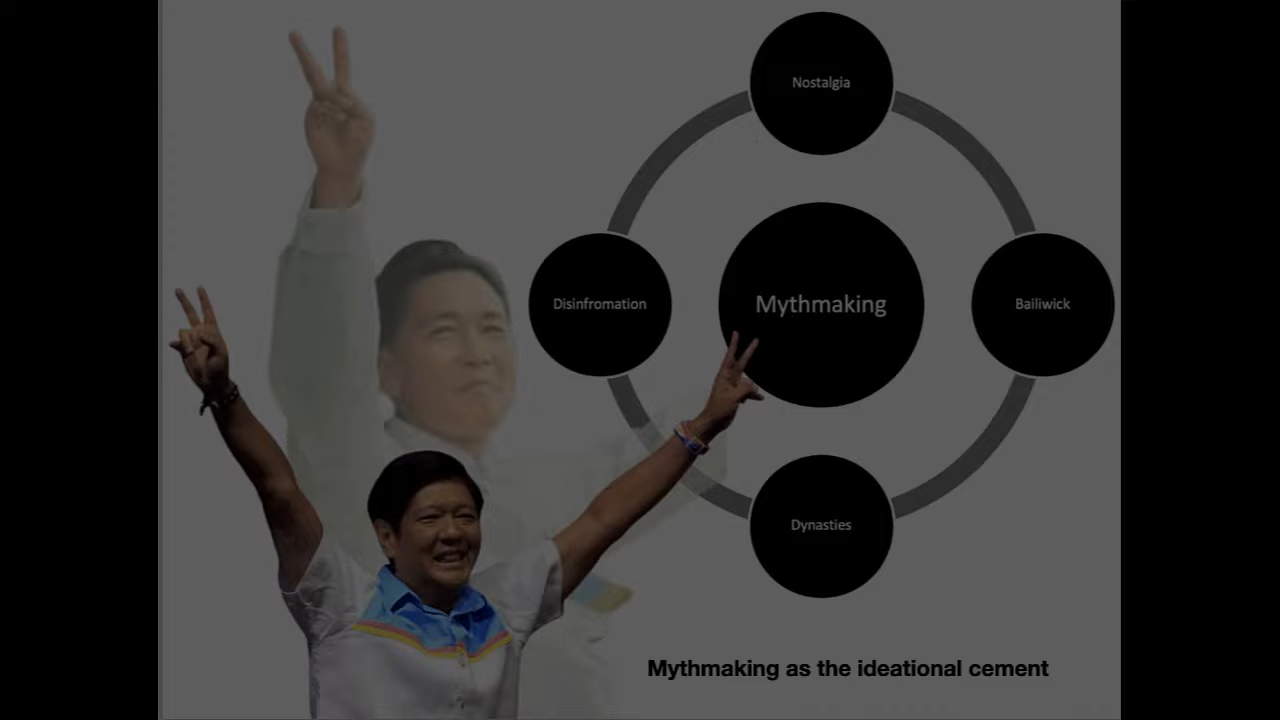 Nostalgia
Disinfromation
Mythmaking
Bailiwick
Dynasties
Mythmaking as the ideational cement